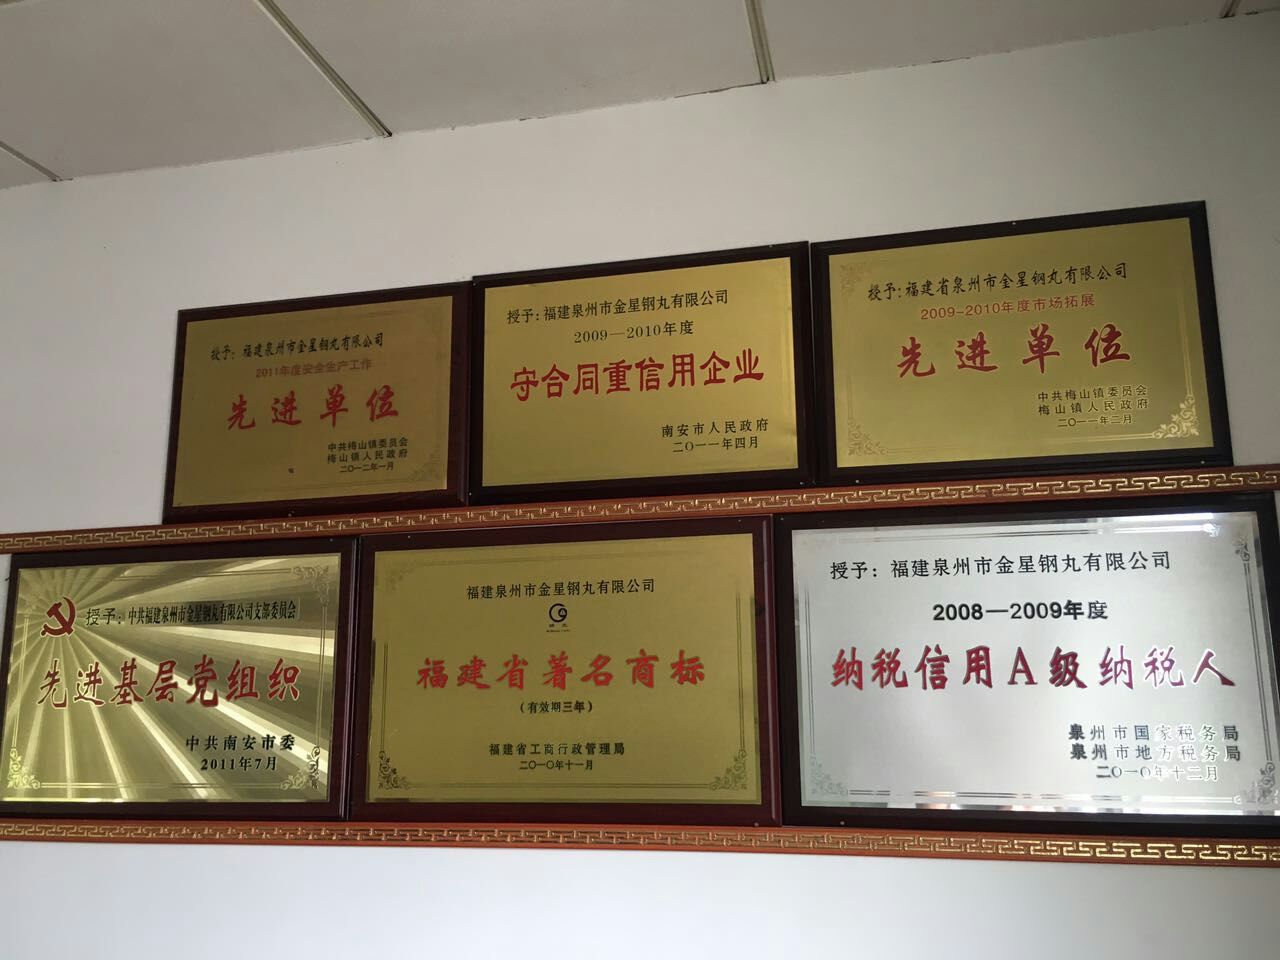 授予：福建泉州市金星钢丸有限公司
2011年度安全生产工作
先进单位
中共梅山镇委员会
梅山镇人民政府
二〇一二年一月
授予：福建泉州市金星钢丸有限公司
2009—2010年度
守合同重信用企业
南安市人民政府
二〇一一年四月
授予：福建省泉州市金星钢丸有限公司
2009-2010年度市场拓展
先进单位
中共梅山镇委员会
梅山镇人民政府
二〇一一年二月
授予：中共福建泉州市金星钢丸有限公司支部委员会
先进基层党组织
中共南安市委
2011年7月
福建泉州市金星钢丸有限公司
福建省著名商标
（有效期三年）
福建省工商行政管理局
二〇一〇年十一月
授予：福建泉州市金星钢丸有限公司
2008—2009年度
纳税信用A级纳税人
泉州市国家税务局
泉州市地方税务局
二〇一〇年十二月